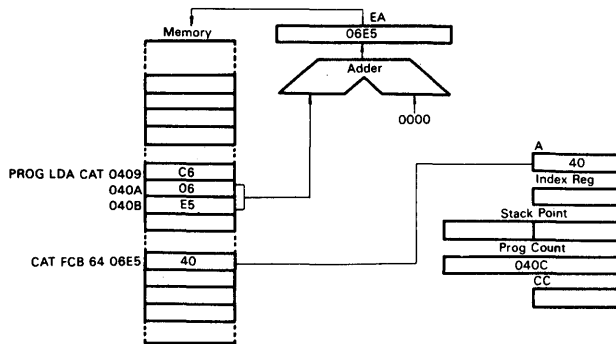 EA
Memory
06E5
Adder
0000
A
PROG LDA CAT 0409 C6
40
040A 06
Index Reg
040B E5
Stack Point
Prog Count
CAT FCB 64 06E5 40
040C
CC